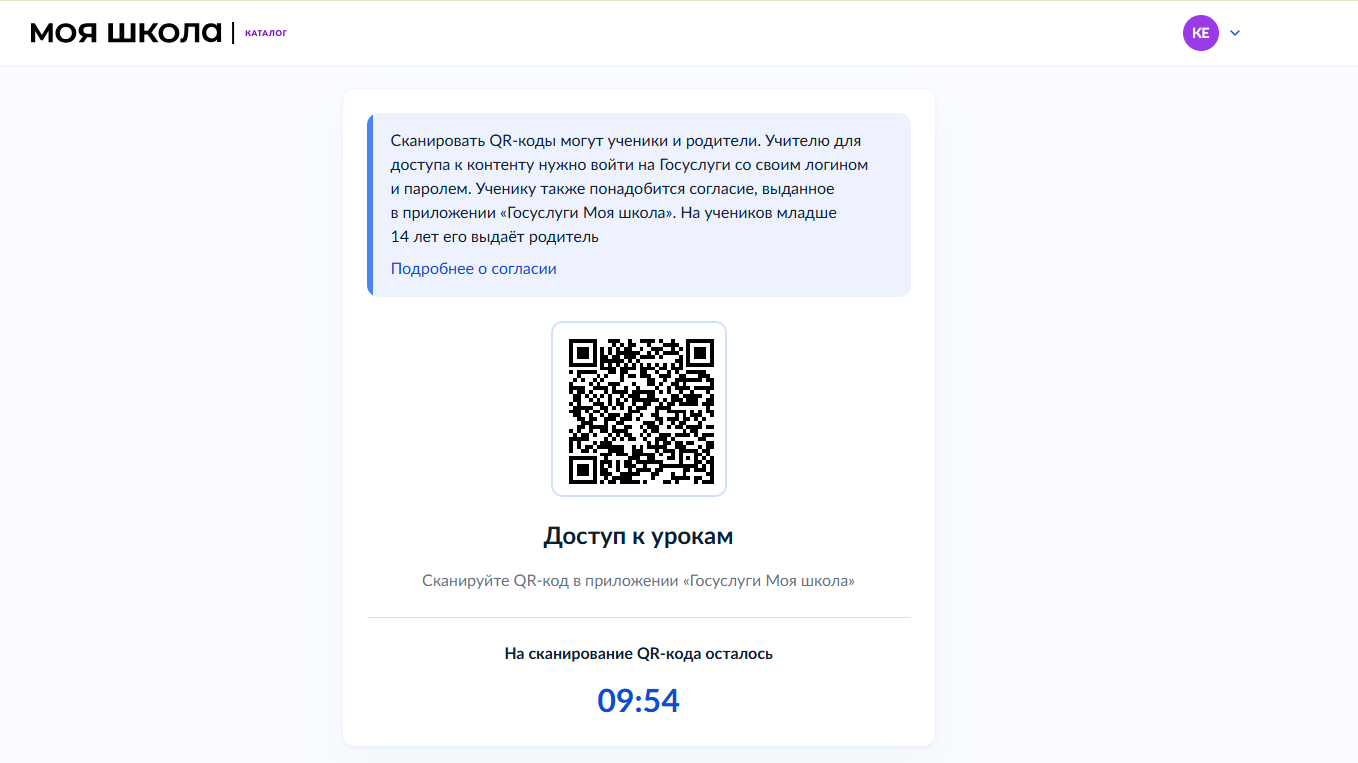 моя школа
КАТАЛОГ
КЕ
Сканировать QR-коды могут ученики и родители. Учителю для
доступа к контенту нужно войти на Госуслуги со своим логином
и паролем. Ученику также понадобится согласие, выданное
в приложении «Госуслуги Моя школа». На учеников младше
14 лет его выдаёт родитель
Подробнее о согласии
Доступ к урокам
Сканируйте QR-код в приложении «Госуслуги Моя школа»
На сканирование QR-кода осталось
09:54